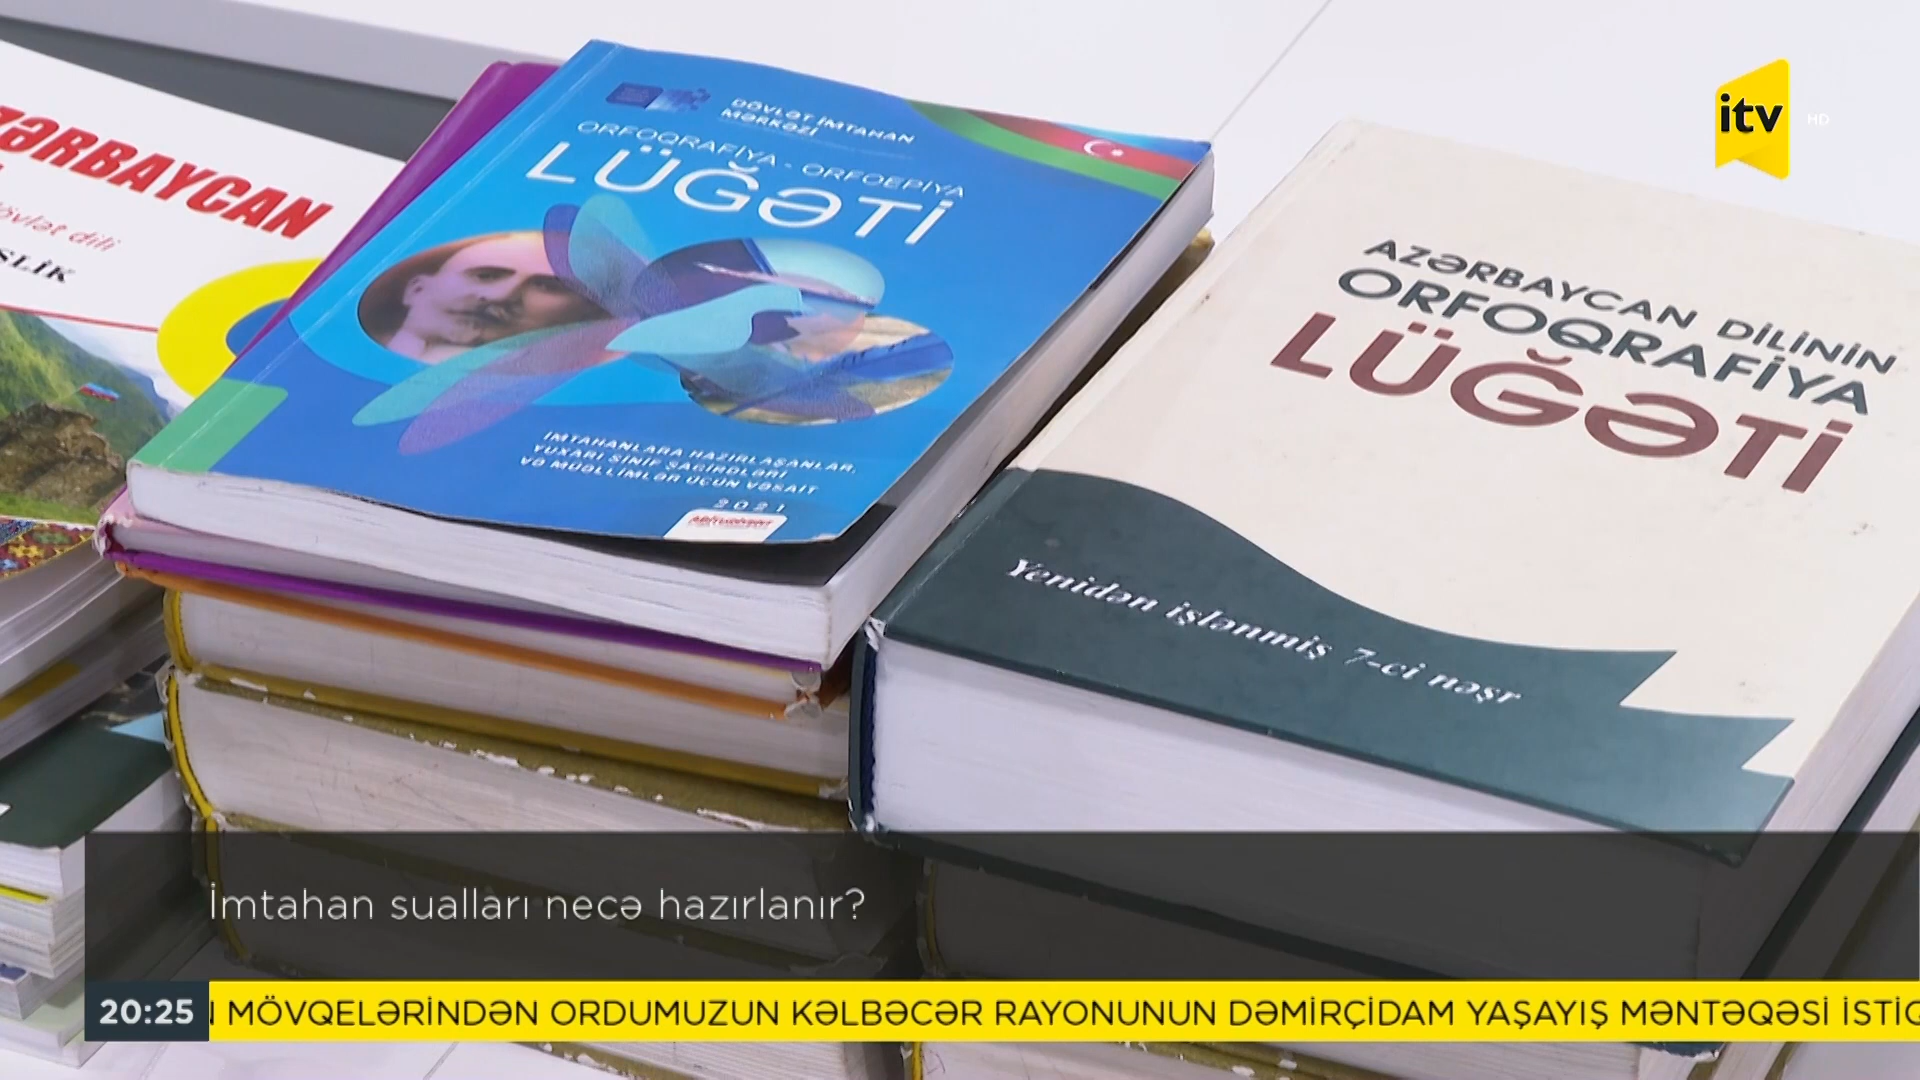 itv
HD
AZƏRBAYCAN
dövlət dili
DÖVLƏT İMTAHAN
MƏRKƏZİ
ORFOQRAFİYA - ORFOEPİYA
LÜĞƏTİ
İMTAHANLARA HAZIRLAŞANLAR,
YUXARI SİNİF ŞAGİRDLƏRİ
VƏ MÜƏLLİMLƏR ÜÇÜN VƏSAİT
2021
AZƏRBAYCAN DİLİNİN
ORFOQRAFİYA
LÜĞƏTİ
Yenidən işlənmiş 7-ci nəşr
İmtahan sualları necə hazırlanır?
20:25
MÖVQELƏRİNDƏN ORDUMUZUN KƏLBƏCƏR RAYONUNUN DƏMİRÇİDAM YAŞAYIŞ MƏNTƏQƏSİ